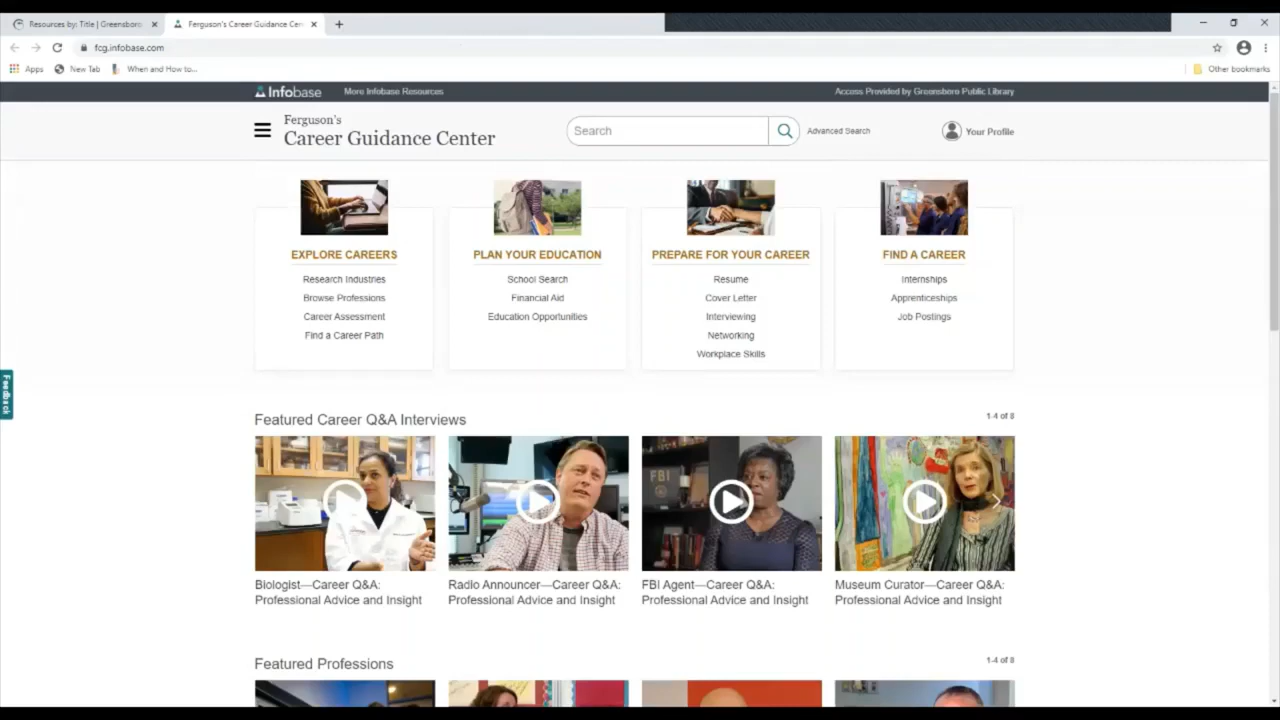 Resources by: Title | Greensboro
Ferguson's Career Guidance Cen
fcg.infobase.com
Apps
New Tab
When and How to...
Other bookmarks
Infobase
More Infobase Resources
Access Provided by Greensboro Public Library
Ferguson's
Career Guidance Center
Search
Advanced Search
Your Profile
EXPLORE CAREERS
Research Industries
Browse Professions
Career Assessment
Find a Career Path
PLAN YOUR EDUCATION
School Search
Financial Aid
Education Opportunities
PREPARE FOR YOUR CAREER
Resume
Cover Letter
Interviewing
Networking
Workplace Skills
FIND A CAREER
Internships
Apprenticeships
Job Postings
Feedback
Featured Career Q&A Interviews
1-4 of 8
FBI
Biologist—Career Q&A:
Professional Advice and Insight
Radio Announcer—Career Q&A:
Professional Advice and Insight
FBI Agent—Career Q&A:
Professional Advice and Insight
Museum Curator—Career Q&A:
Professional Advice and Insight
Featured Professions
1-4 of 8